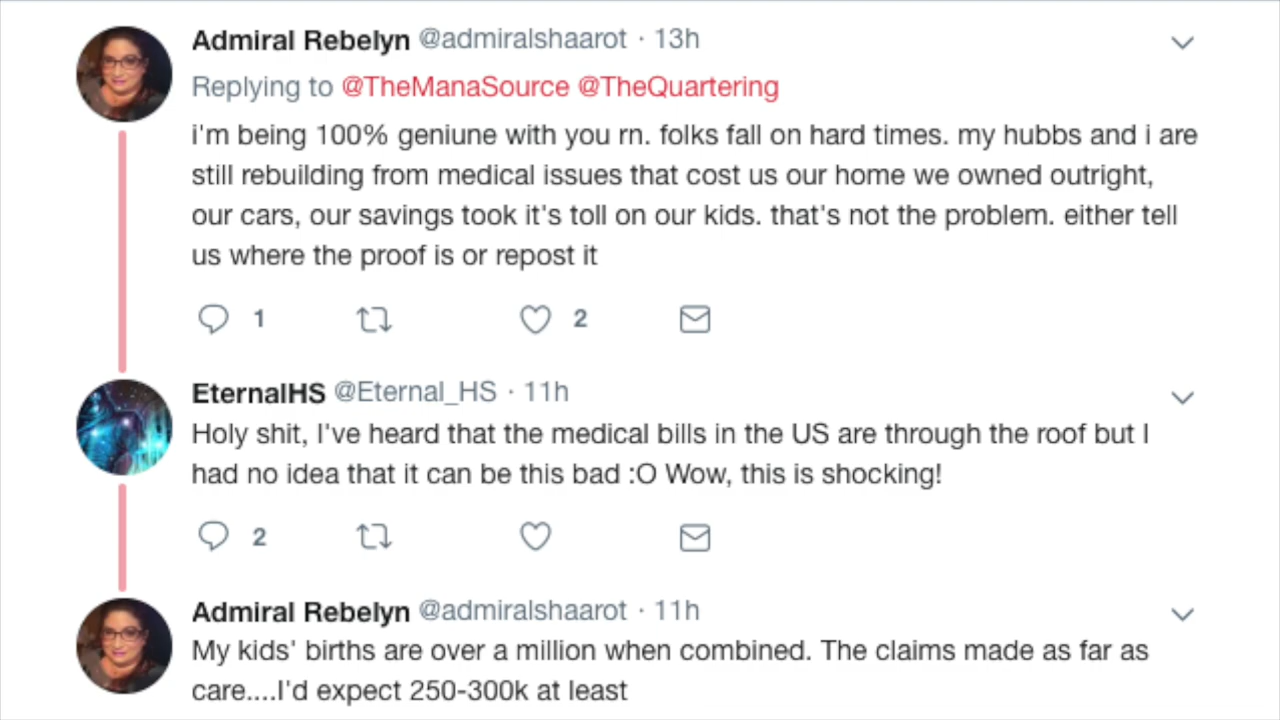 Admiral Rebelyn @admiralshaarot · 13h
Replying to @TheManaSource @TheQuartering
i'm being 100% geniune with you rn. folks fall on hard times. my hubbs and i are
still rebuilding from medical issues that cost us our home we owned outright,
our cars, our savings took it's toll on our kids. that's not the problem. either tell
us where the proof is or repost it
1 2
EternalHS @Eternal_HS · 11h
Holy shit, I've heard that the medical bills in the US are through the roof but I
had no idea that it can be this bad :O Wow, this is shocking!
2
Admiral Rebelyn @admiralshaarot · 11h
My kids' births are over a million when combined. The claims made as far as
care....I'd expect 250-300k at least